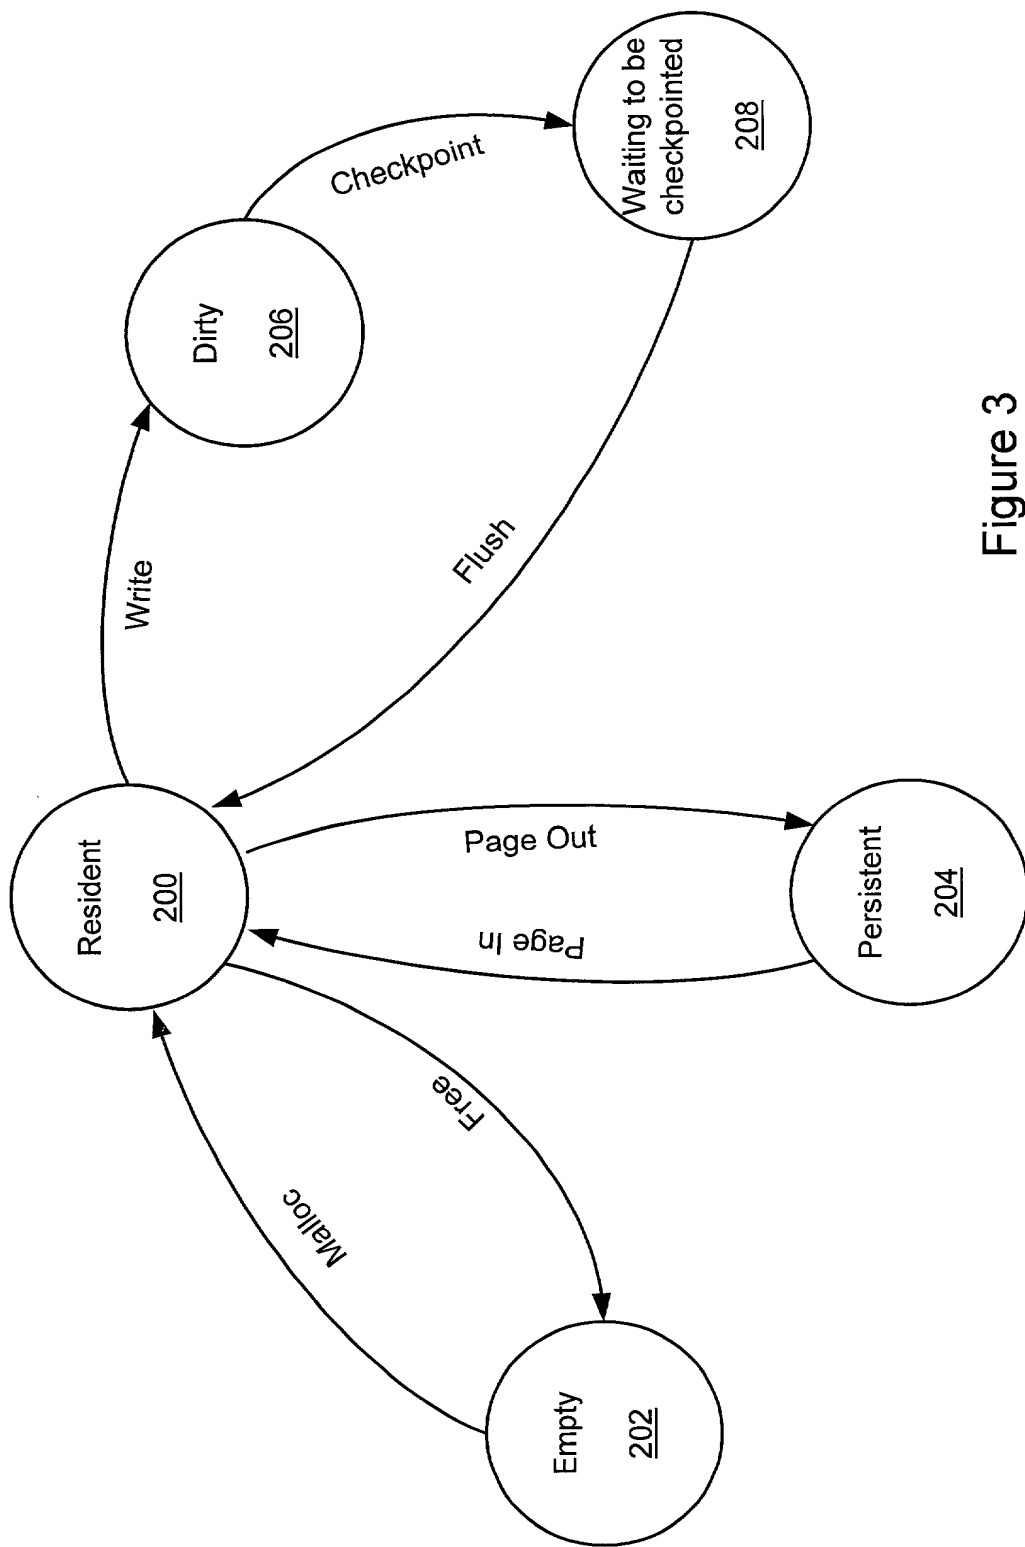 Resident
200
Write
Dirty
206
Checkpoint
Waiting to be
checkpointed
208
Flush
Malloc
Free
Page In
Page Out
Empty
202
Persistent
204
Figure 3